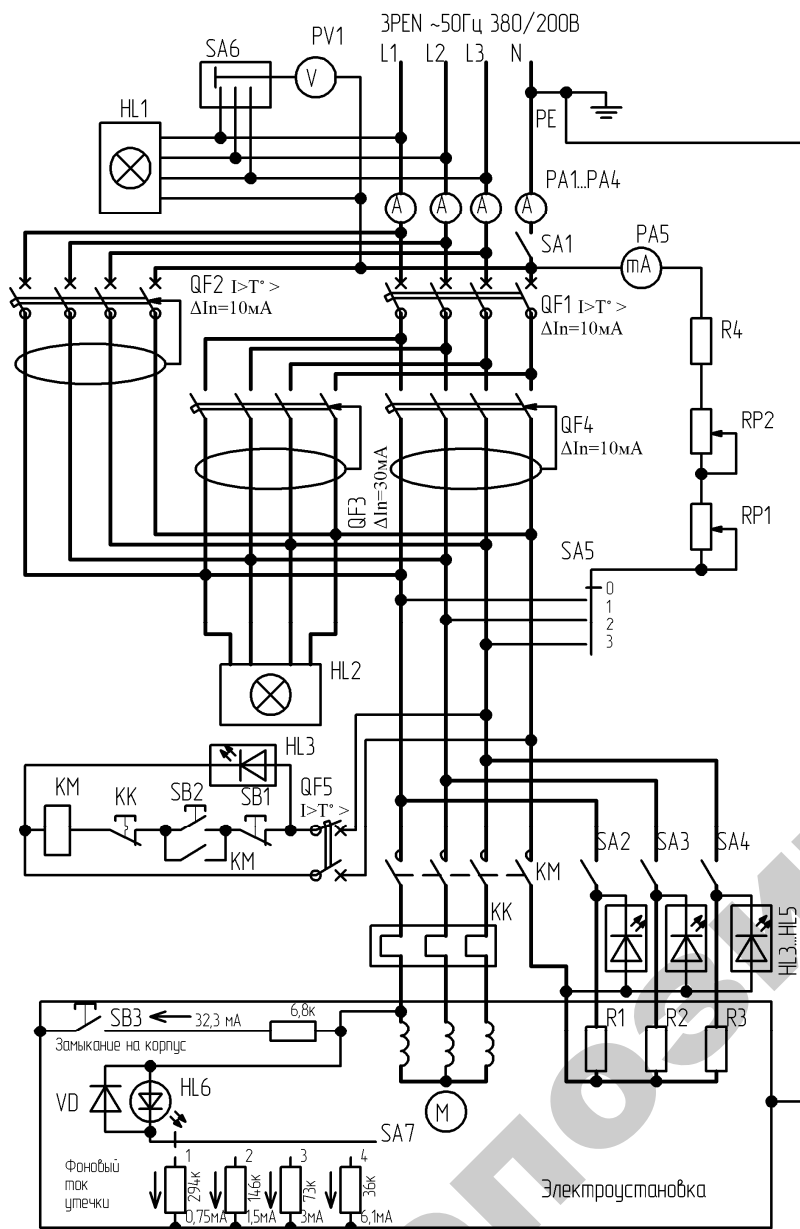 3PEN ~50Гц 380/200В
L1 L2 L3 N
SA6
PV1
V
HL1
PE
PA1...PA4
A A A A
SA1
PA5
mA
QF2 I>T° >
ΔIn=10мА
QF1 I>T° >
ΔIn=10мА
R4
RP2
QF4
ΔIn=10мА
QF3
ΔIn=30мА
RP1
SA5
0
1
2
3
HL2
HL3
KM
KK
SB2
SB1
QF5
I>T° >
KM
SA2
SA3
SA4
KM
KK
HL3...HL5
SB3
32,3 мА
6,8к
Замыкание на корпус
R1
R2
R3
VD
HL6
M
SA7
Фоновый
ток
утечки
1 2 3 4
294к 146к 73к 36к
0,75мА 1,5мА 3мА 6,1мА
Электроустановка